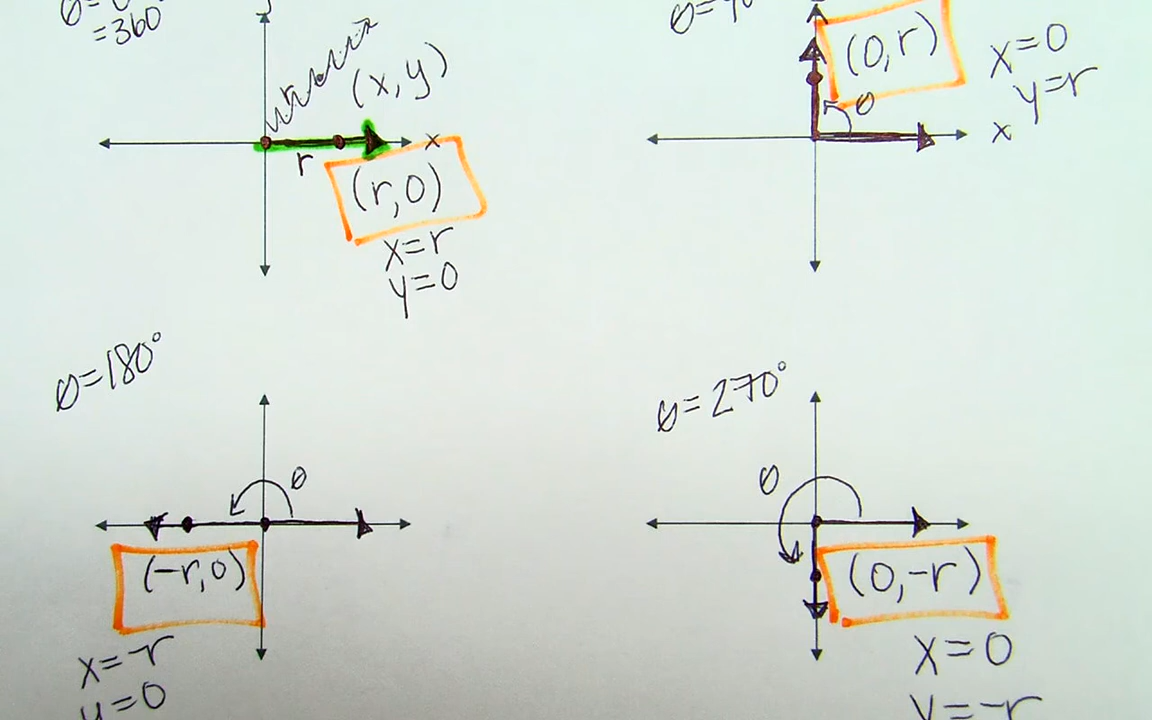 =360°
y
(x, y)
r
x
(r,0)
x=r
y=0
(0,r)
x=0
y=r
θ
x
θ=180°
θ
(-r,0)
x=-r
y=0
θ=270°
θ
(0,-r)
x=0
y=-r